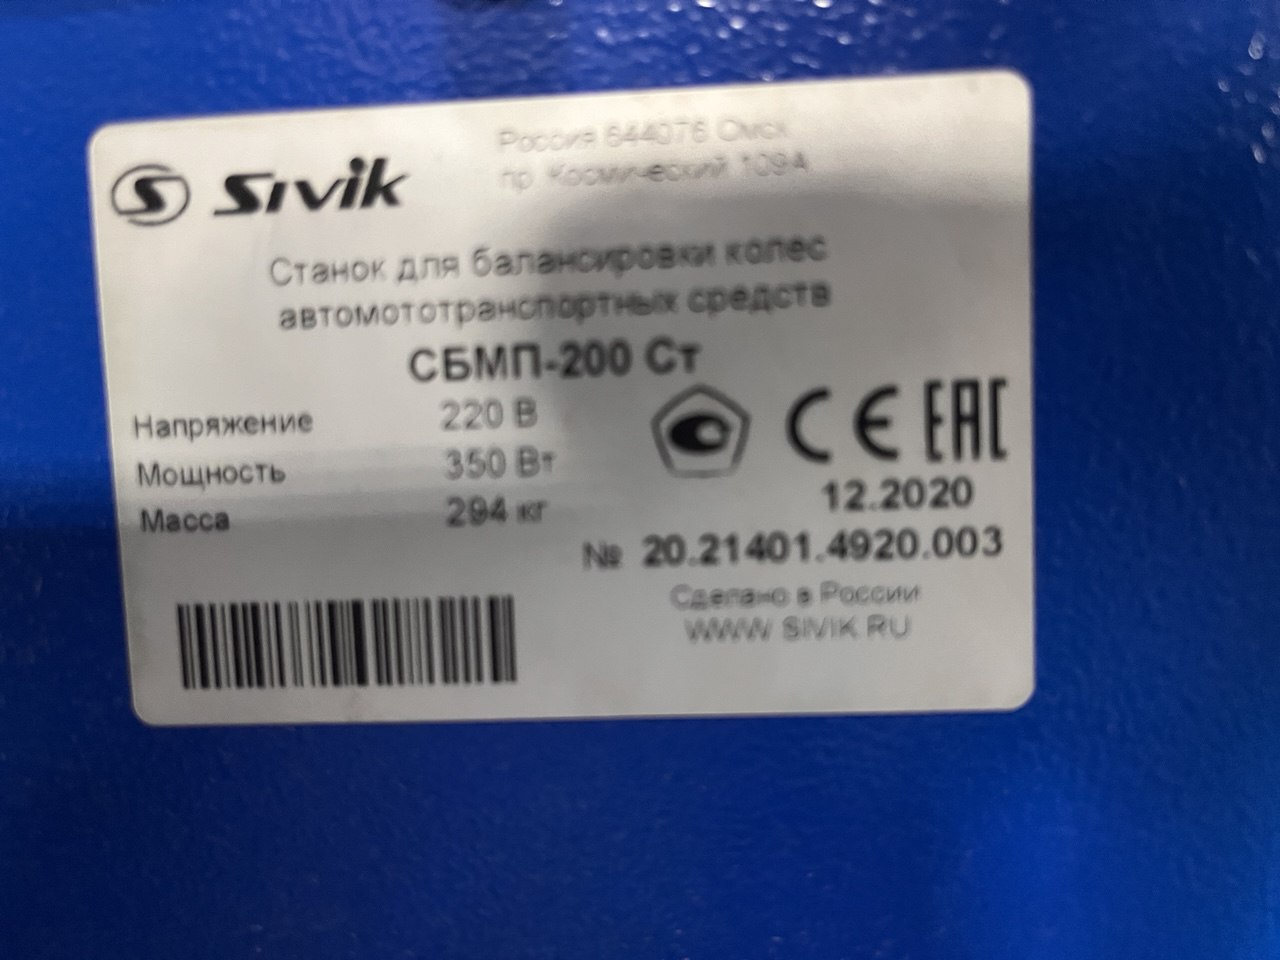 Sivik
Россия 644076 Омск
пр. Космический 109А
Станок для балансировки колес
автомототранспортных средств
СБМП-200 Ст
Напряжение 220 В
Мощность 350 Вт
Масса 294 кг
CE EAC
12.2020
№ 20.21401.4920.003
Сделано в России
WWW.SIVIK.RU